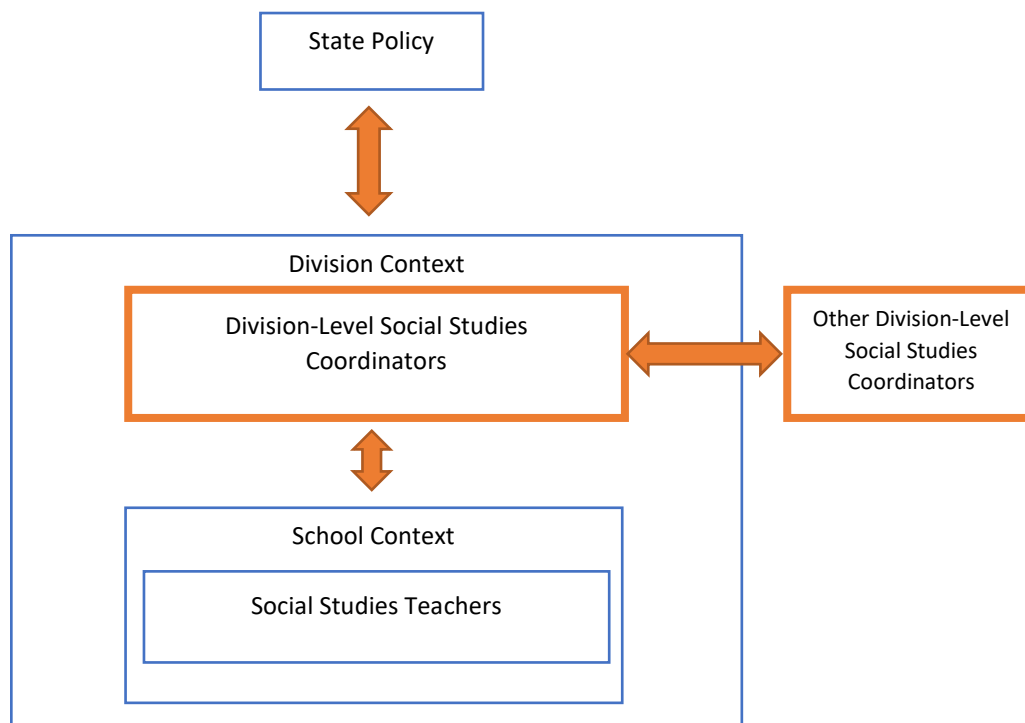 State Policy
Division Context
Division-Level Social Studies
Coordinators
Other Division-Level
Social Studies
Coordinators
School Context
Social Studies Teachers